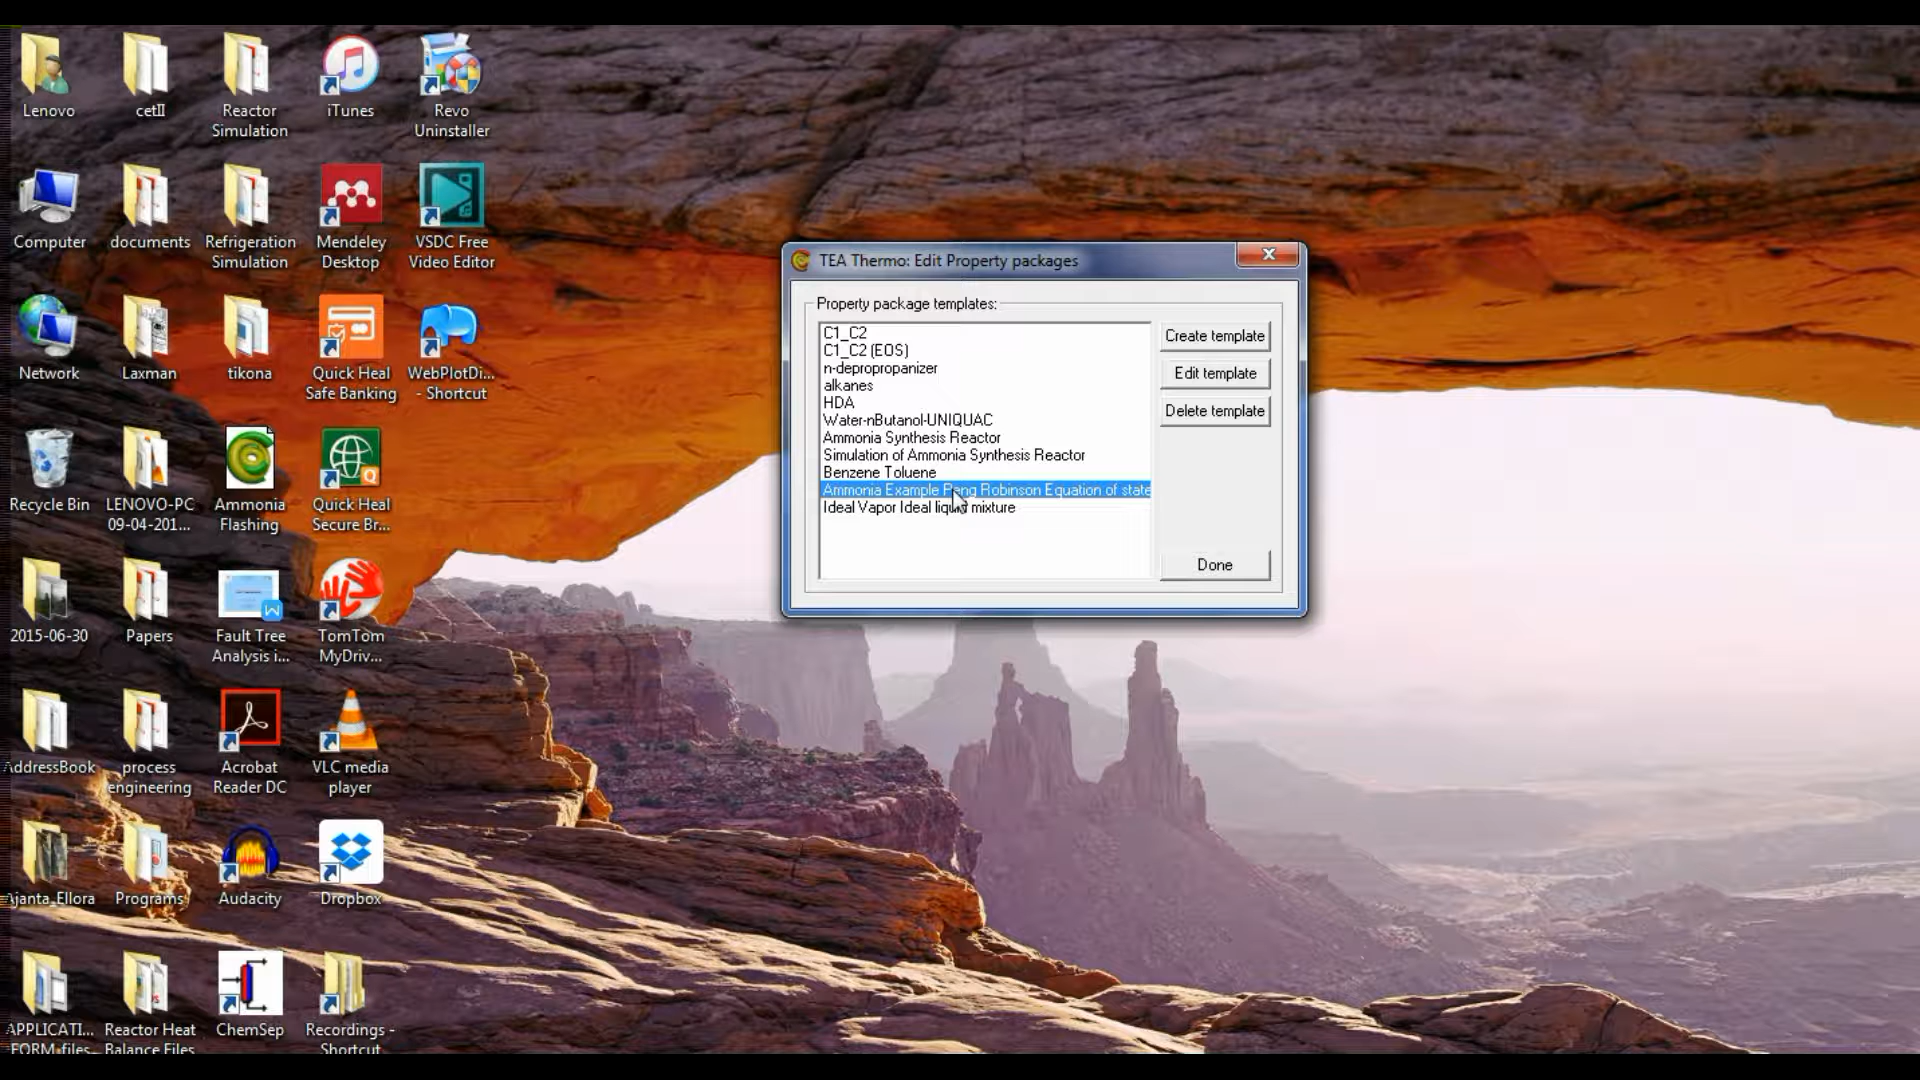 Lenovo
cetII
Reactor
Simulation
iTunes
Revo
Uninstaller
Computer
documents
Refrigeration
Simulation
Mendeley
Desktop
VSDC Free
Video Editor
Network
Laxman
tikona
Quick Heal
Safe Banking
WebPlotDi...
- Shortcut
Recycle Bin
LENOVO-PC
09-04-201...
Ammonia
Flashing
Quick Heal
Secure Br...
2015-06-30
Papers
Fault Tree
Analysis i...
TomTom
MyDriv...
AddressBook
process
engineering
Acrobat
Reader DC
VLC media
player
Ajanta_Ellora
Programs
Audacity
Dropbox
APPLICATI...
FORM files
Reactor Heat
Balance Files
ChemSep
Recordings -
Shortcut
TEA Thermo: Edit Property packages
Property package templates:
C1_C2
C1_C2 (EOS)
n-depropropanizer
alkanes
HDA
Water-nButanol-UNIQUAC
Ammonia Synthesis Reactor
Simulation of Ammonia Synthesis Reactor
Benzene Toluene
Ammonia Example Peng Robinson Equation of state
Ideal Vapor Ideal liquid mixture
Create template
Edit template
Delete template
Done